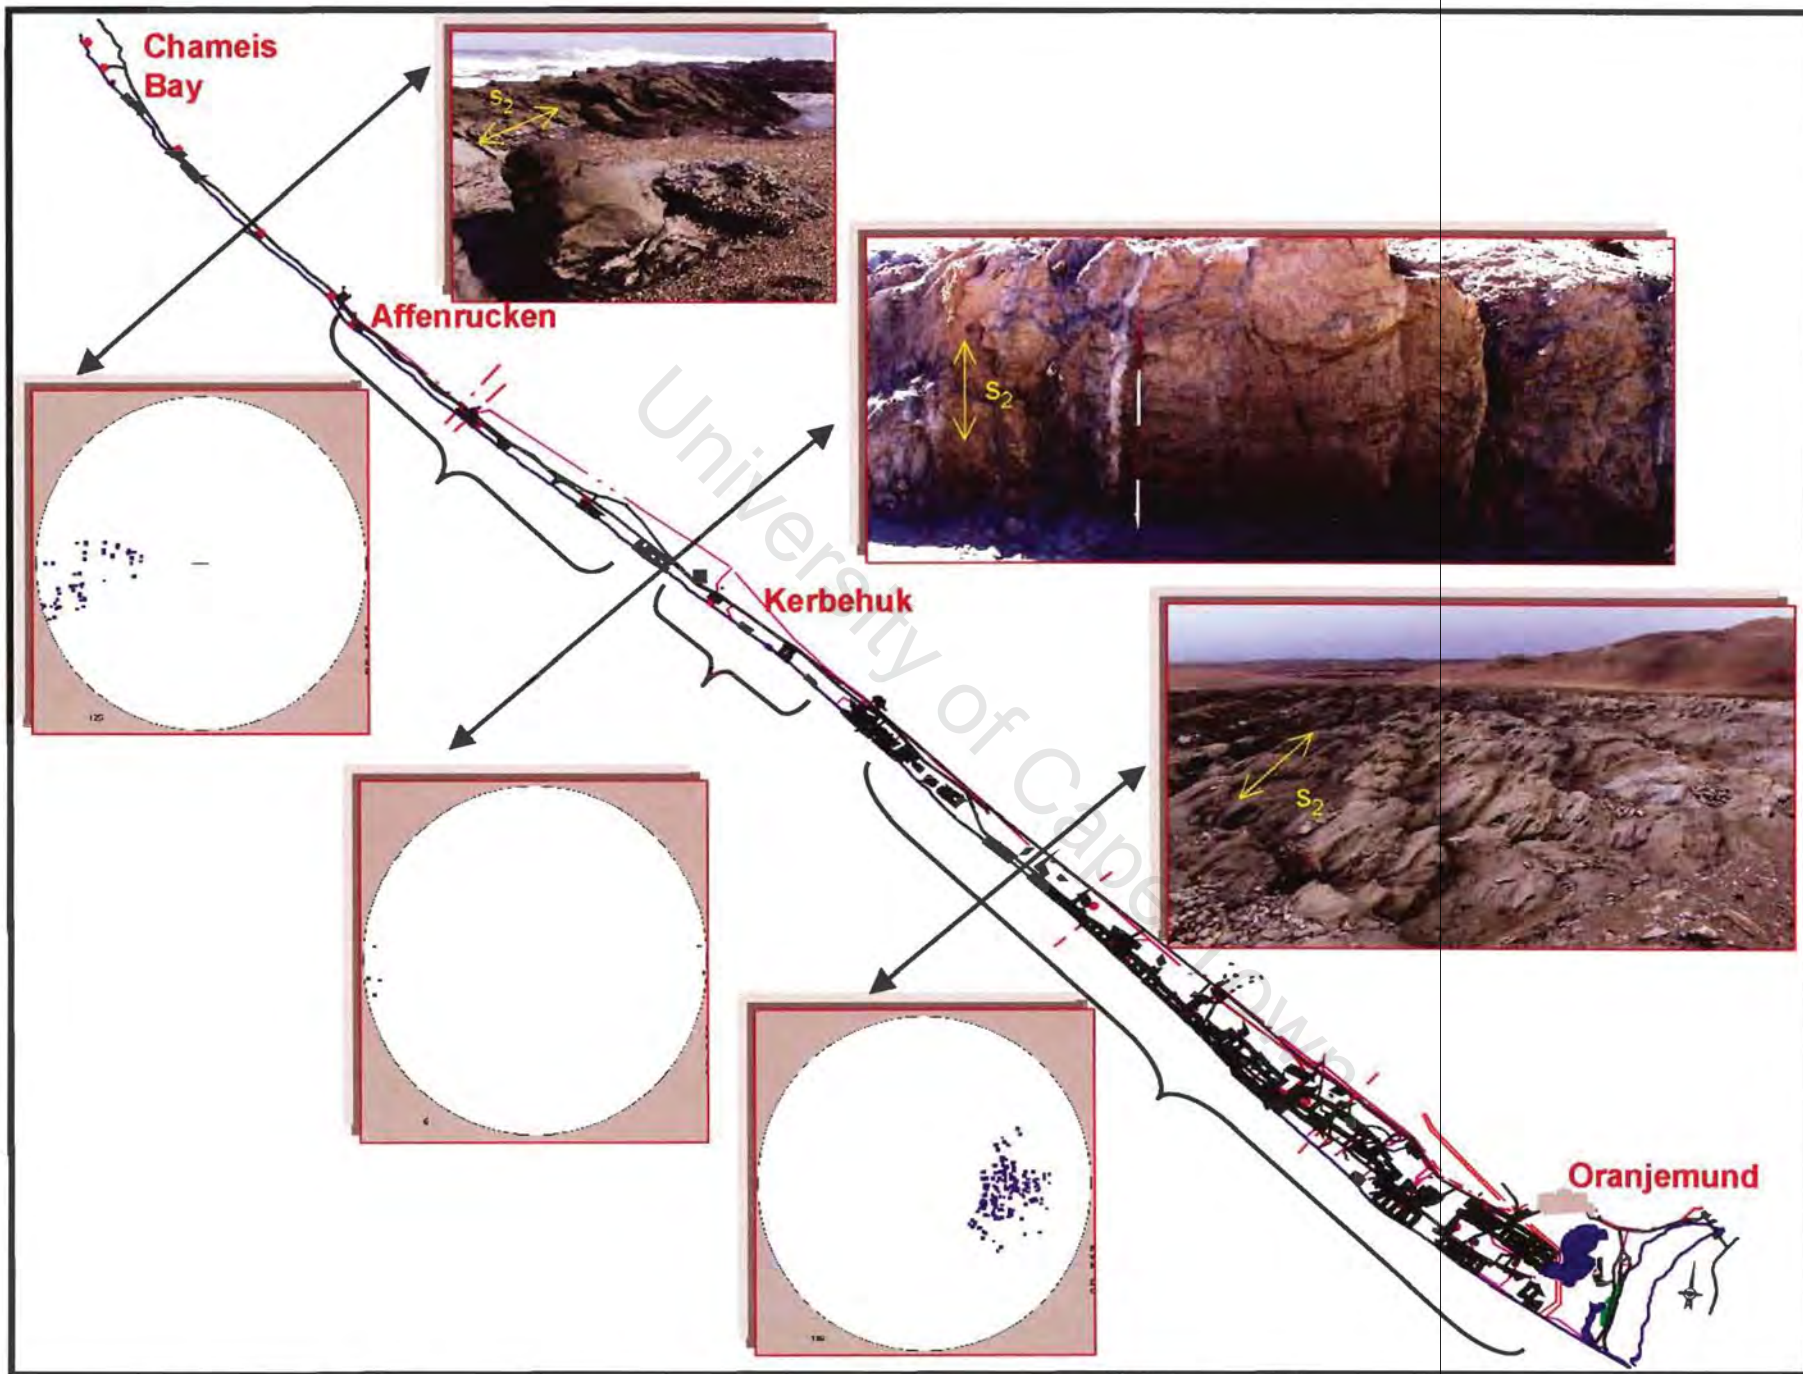 Chameis
Bay
S2
Affenrucken
S2
Kerbehuk
S2
Oranjemund
University of Cape Town